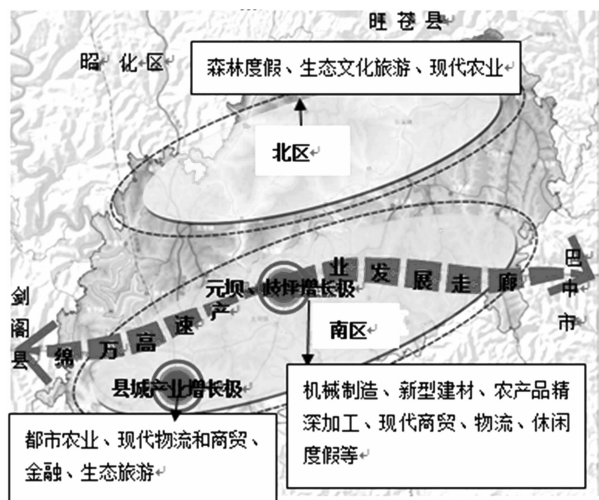 旺苍县
昭化区
森林度假、生态文化旅游、现代农业
北区
巴中市
元坝、歧坪增长极
绵万高速产业发展走廊
剑阁县
南区
县城产业增长极
机械制造、新型建材、农产品精
深加工、现代商贸、物流、休闲
度假等
都市农业、现代物流和商贸、
金融、生态旅游